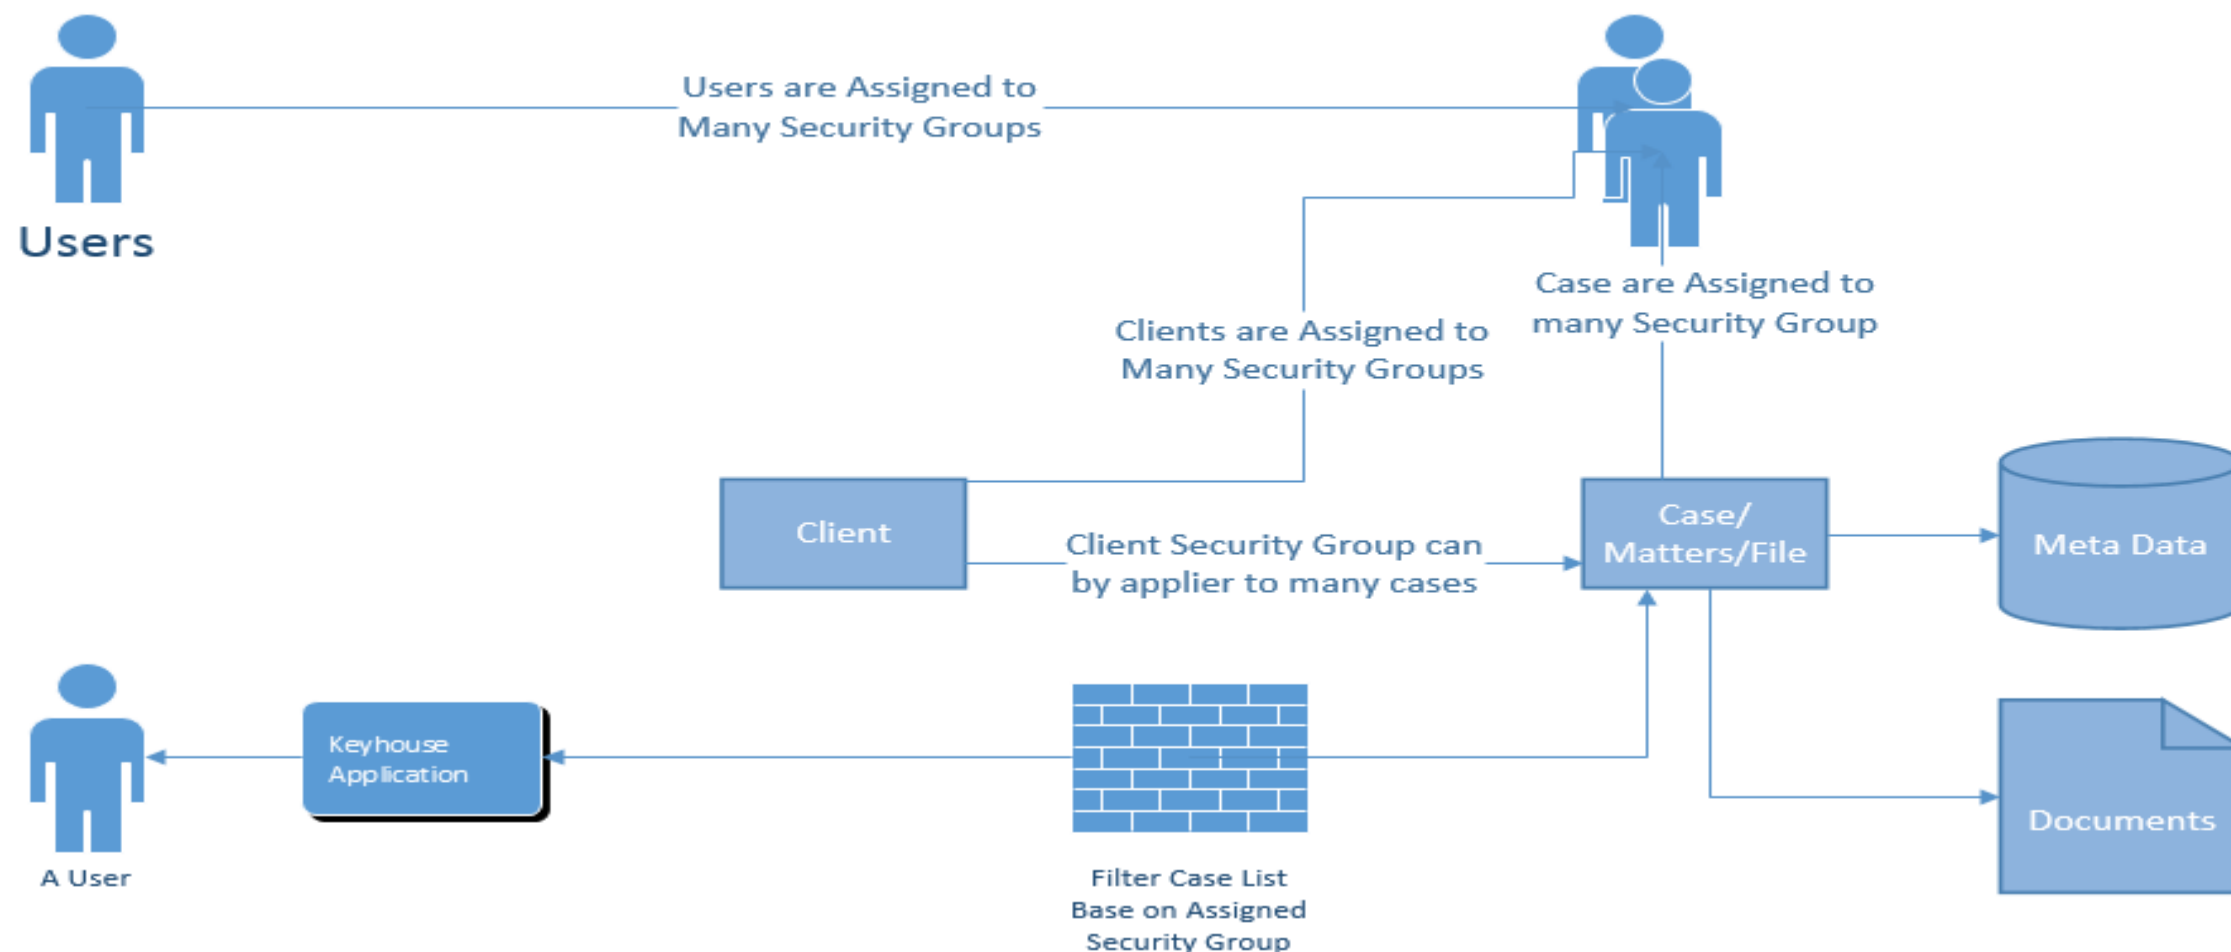 Users are Assigned to
Many Security Groups
Users
Case are Assigned to
many Security Group
Clients are Assigned to
Many Security Groups
Client
Client Security Group can
by applier to many cases
Case/
Matters/File
Meta Data
Keyhouse
Application
A User
Filter Case List
Base on Assigned
Security Group
Documents